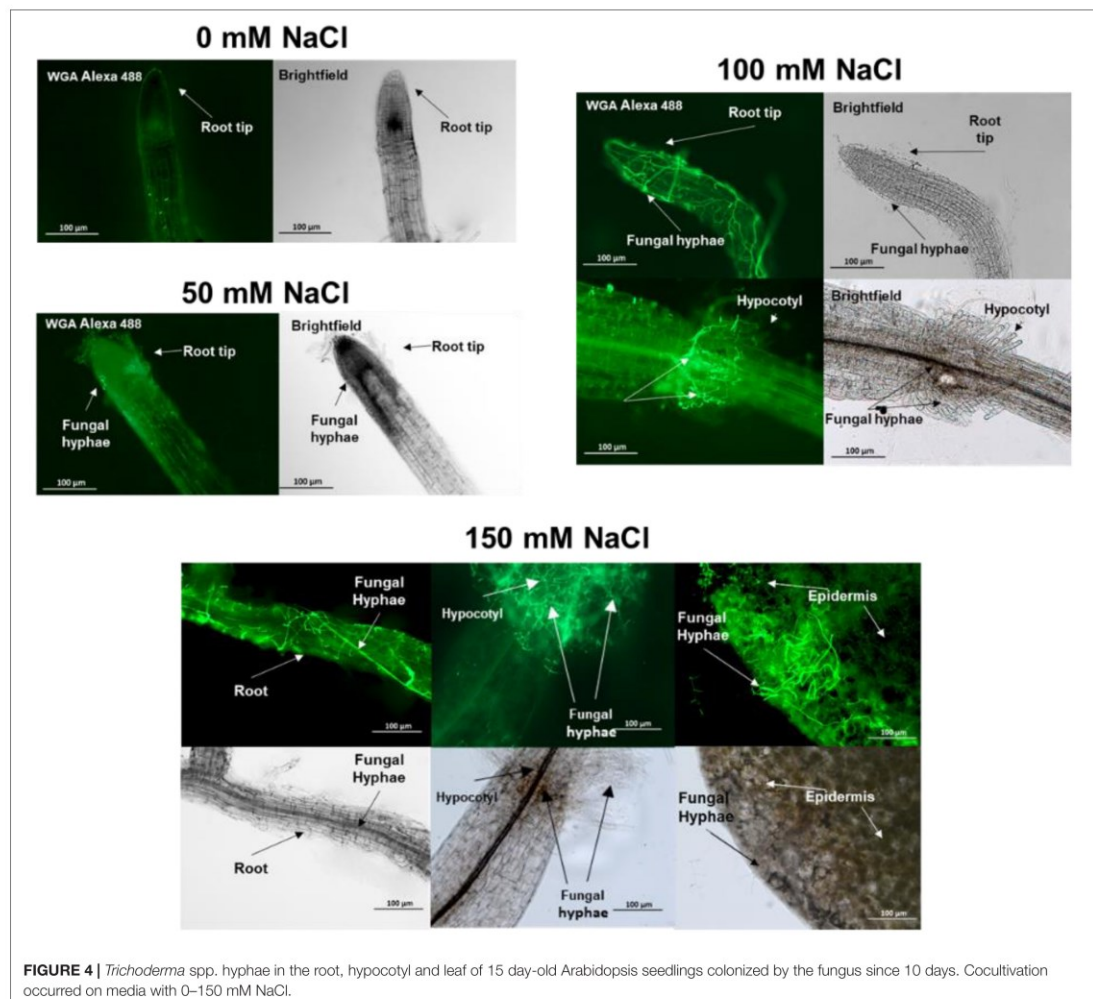 0 mM NaCl
WGA Alexa 488
Root tip
100 µm
Brightfield
Root tip
100 µm
50 mM NaCl
WGA Alexa 488
Root tip
Fungal
hyphae
100 µm
Brightfield
Root tip
Fungal
hyphae
100 µm
100 mM NaCl
WGA Alexa 488
Root
tip
Fungal hyphae
100 µm
Brightfield
Root
tip
Fungal hyphae
100 µm
Hypocotyl
100 µm
Brightfield
Hypocotyl
Fungal hyphae
100 µm
150 mM NaCl
Fungal
Hyphae
Root
100 µm
Hypocotyl
Fungal
hyphae
100 µm
Epidermis
Fungal
Hyphae
100 µm
Fungal
Hyphae
Root
100 µm
Hypocotyl
Fungal
hyphae
100 µm
Epidermis
Fungal
Hyphae
100 µm
FIGURE 4 | Trichoderma spp. hyphae in the root, hypocotyl and leaf of 15 day-old Arabidopsis seedlings colonized by the fungus since 10 days. Cocultivation
occurred on media with 0–150 mM NaCl.